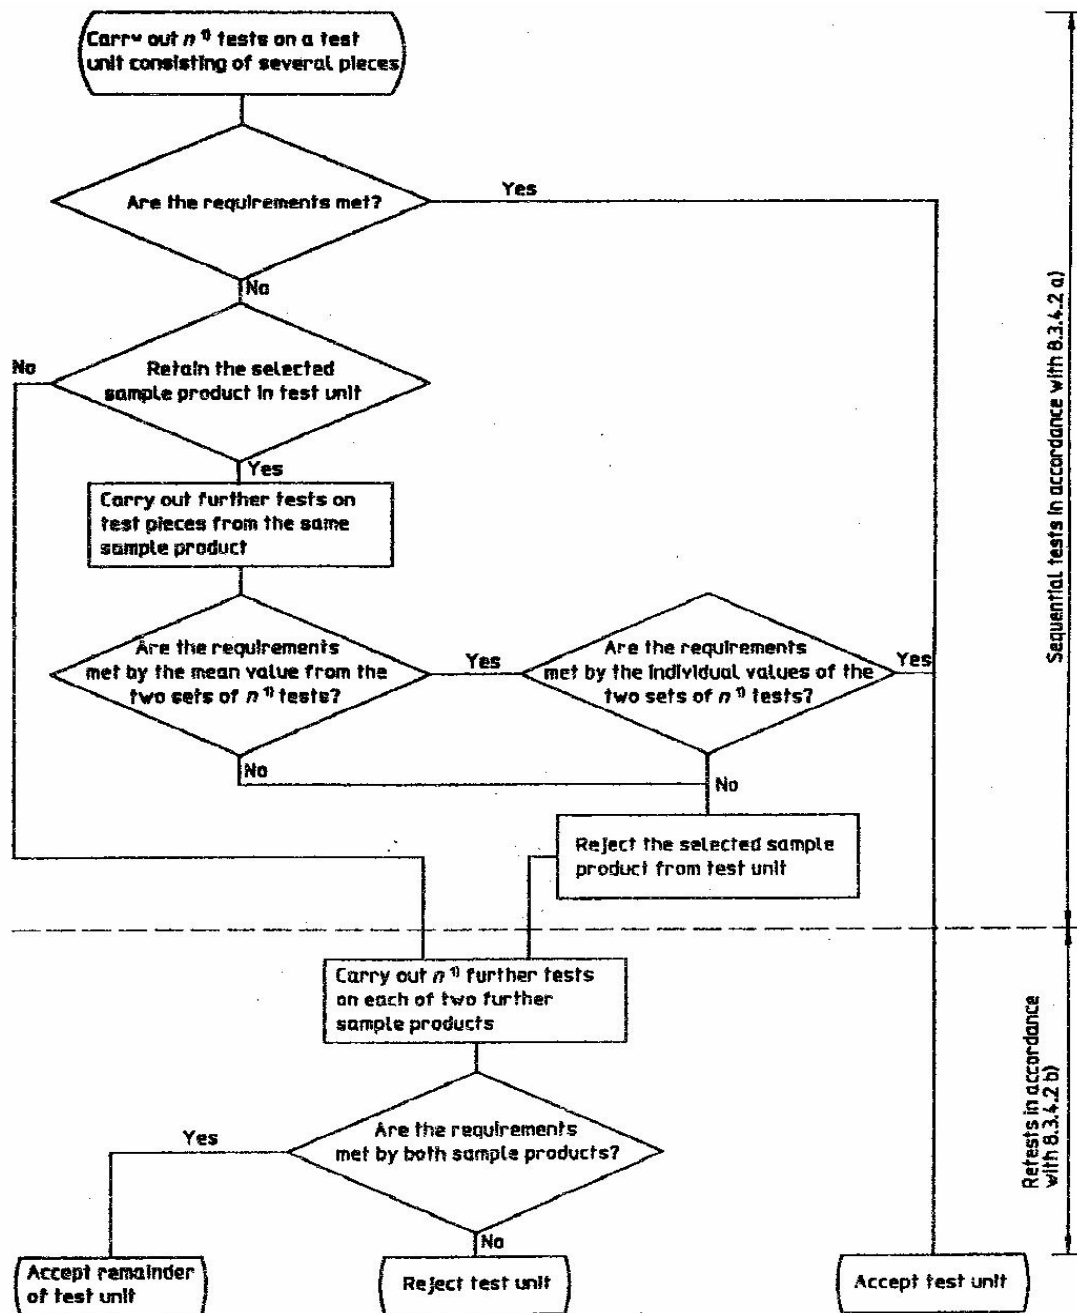 Carry out n 1) tests on a test
unit consisting of several pieces
Are the requirements met?
Yes
No
Retain the selected
sample product in test unit
No
Yes
Carry out further tests on
test pieces from the same
sample product
Are the requirements
met by the mean value from the
two sets of n 1) tests?
Yes
Are the requirements
met by the individual values of the
two sets of n 1) tests?
Yes
No
No
Reject the selected sample
product from test unit
Sequential tests in accordance with 8.3.4.2 a)
Carry out n 1) further tests
on each of two further
sample products
Are the requirements
met by both sample products?
Yes
No
Retests in accordance
with 8.3.4.2 b)
Accept remainder
of test unit
Reject test unit
Accept test unit